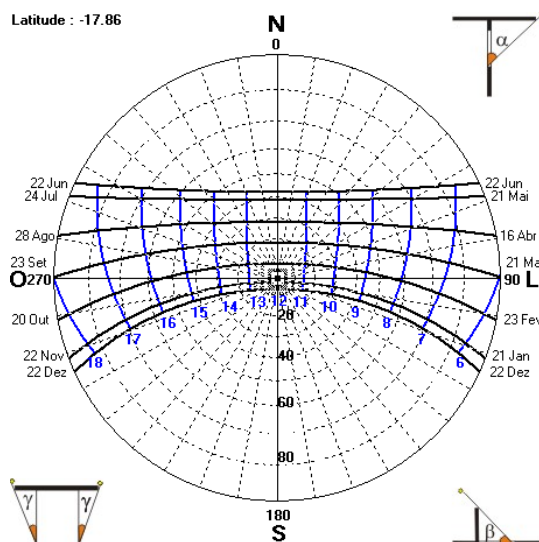 Latitude : -17.86
N
0
α
22 Jun
22 Jun
24 Jul
21 Mai
28 Ago
16 Abr
23 Set
21 Ma
O 270
90 L
18
17
16
15
14
13
12
11
10
9
8
7
6
20 Out
23 Fev
20
22 Nov
21 Jan
22 Dez
22 Dez
40
60
80
180
S
γ
γ
β